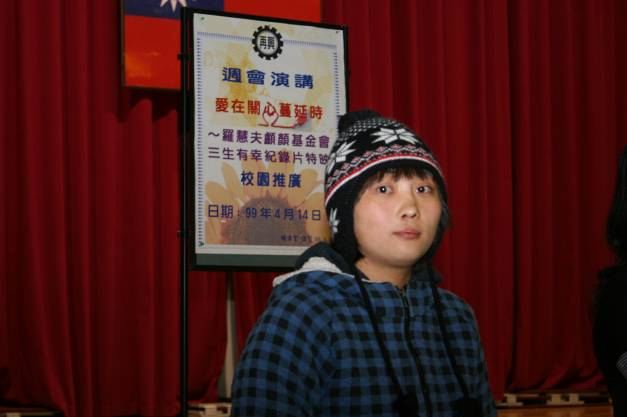 再興
週會演講
愛在關心蔓延時
～羅慧夫顱顏基金會
三生有幸紀錄片特映
校園推廣
日期：99年4月14日